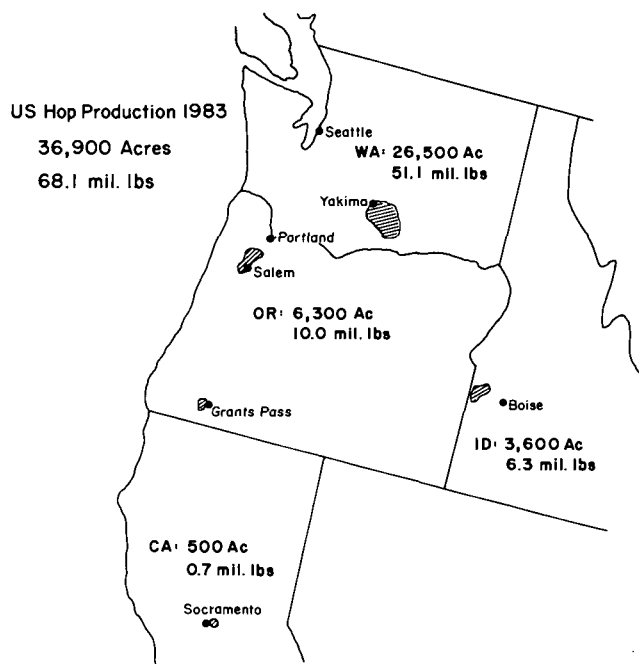 US Hop Production 1983
36,900 Acres
68.1 mil. lbs
Seattle
WA: 26,500 Ac
51.1 mil. lbs
Yakima
Portland
Salem
OR: 6,300 Ac
10.0 mil. lbs
Grants Pass
Boise
ID: 3,600 Ac
6.3 mil. lbs
CA: 500 Ac
0.7 mil. lbs
Socramento